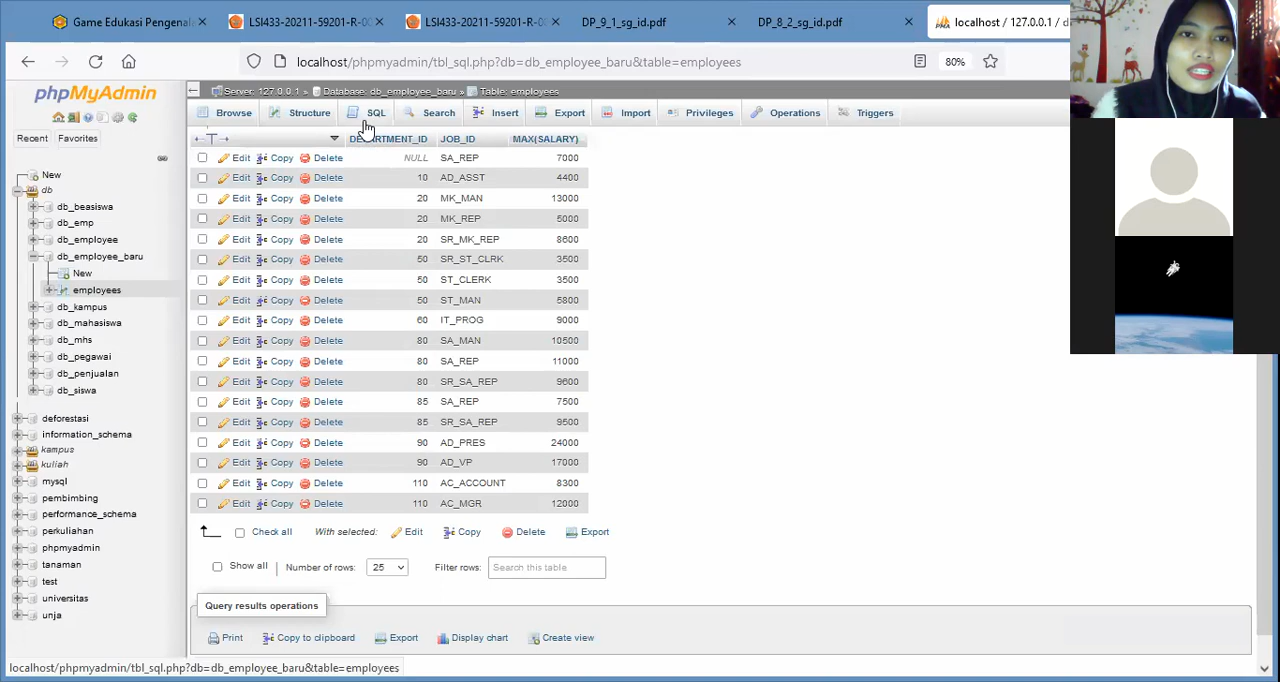 Game Edukasi Pengenal
LSI433-20211-59201-R-0
LSI433-20211-59201-R-0
DP_9_1_sg_id.pdf
DP_8_2_sg_id.pdf
localhost / 127.0.0.1 / d
localhost/phpmyadmin/tbl_sql.php?db=db_employee_baru&table=employees
80%
phpMyAdmin
Recent
Favorites
New
db
db_beasiswa
db_emp
db_employee
db_employee_baru
New
employees
db_kampus
db_mahasiswa
db_mhs
db_pegawai
db_penjualan
db_siswa
deforestasi
information_schema
kampus
kuliah
mysql
pembimbing
performance_schema
perkuliahan
phpmyadmin
tanaman
test
universitas
unja
Server: 127.0.0.1 » Database: db_employee_baru » Table: employees
Browse Structure SQL Search Insert Export Import Privileges Operations Triggers
DEPARTMENT_ID JOB_ID MAX(SALARY)
Edit Copy Delete NULL SA_REP 7000
Edit Copy Delete 10 AD_ASST 4400
Edit Copy Delete 20 MK_MAN 13000
Edit Copy Delete 20 MK_REP 5000
Edit Copy Delete 20 SR_MK_REP 8600
Edit Copy Delete 50 SR_ST_CLRK 3500
Edit Copy Delete 50 ST_CLERK 3500
Edit Copy Delete 50 ST_MAN 5800
Edit Copy Delete 60 IT_PROG 9000
Edit Copy Delete 80 SA_MAN 10500
Edit Copy Delete 80 SA_REP 11000
Edit Copy Delete 80 SR_SA_REP 9600
Edit Copy Delete 85 SA_REP 7500
Edit Copy Delete 85 SR_SA_REP 9500
Edit Copy Delete 90 AD_PRES 24000
Edit Copy Delete 90 AD_VP 17000
Edit Copy Delete 110 AC_ACCOUNT 8300
Edit Copy Delete 110 AC_MGR 12000
Check all With selected: Edit Copy Delete Export
Show all Number of rows: 25 Filter rows: Search this table
Query results operations
Print Copy to clipboard Export Display chart Create view
localhost/phpmyadmin/tbl_sql.php?db=db_employee_baru&table=employees